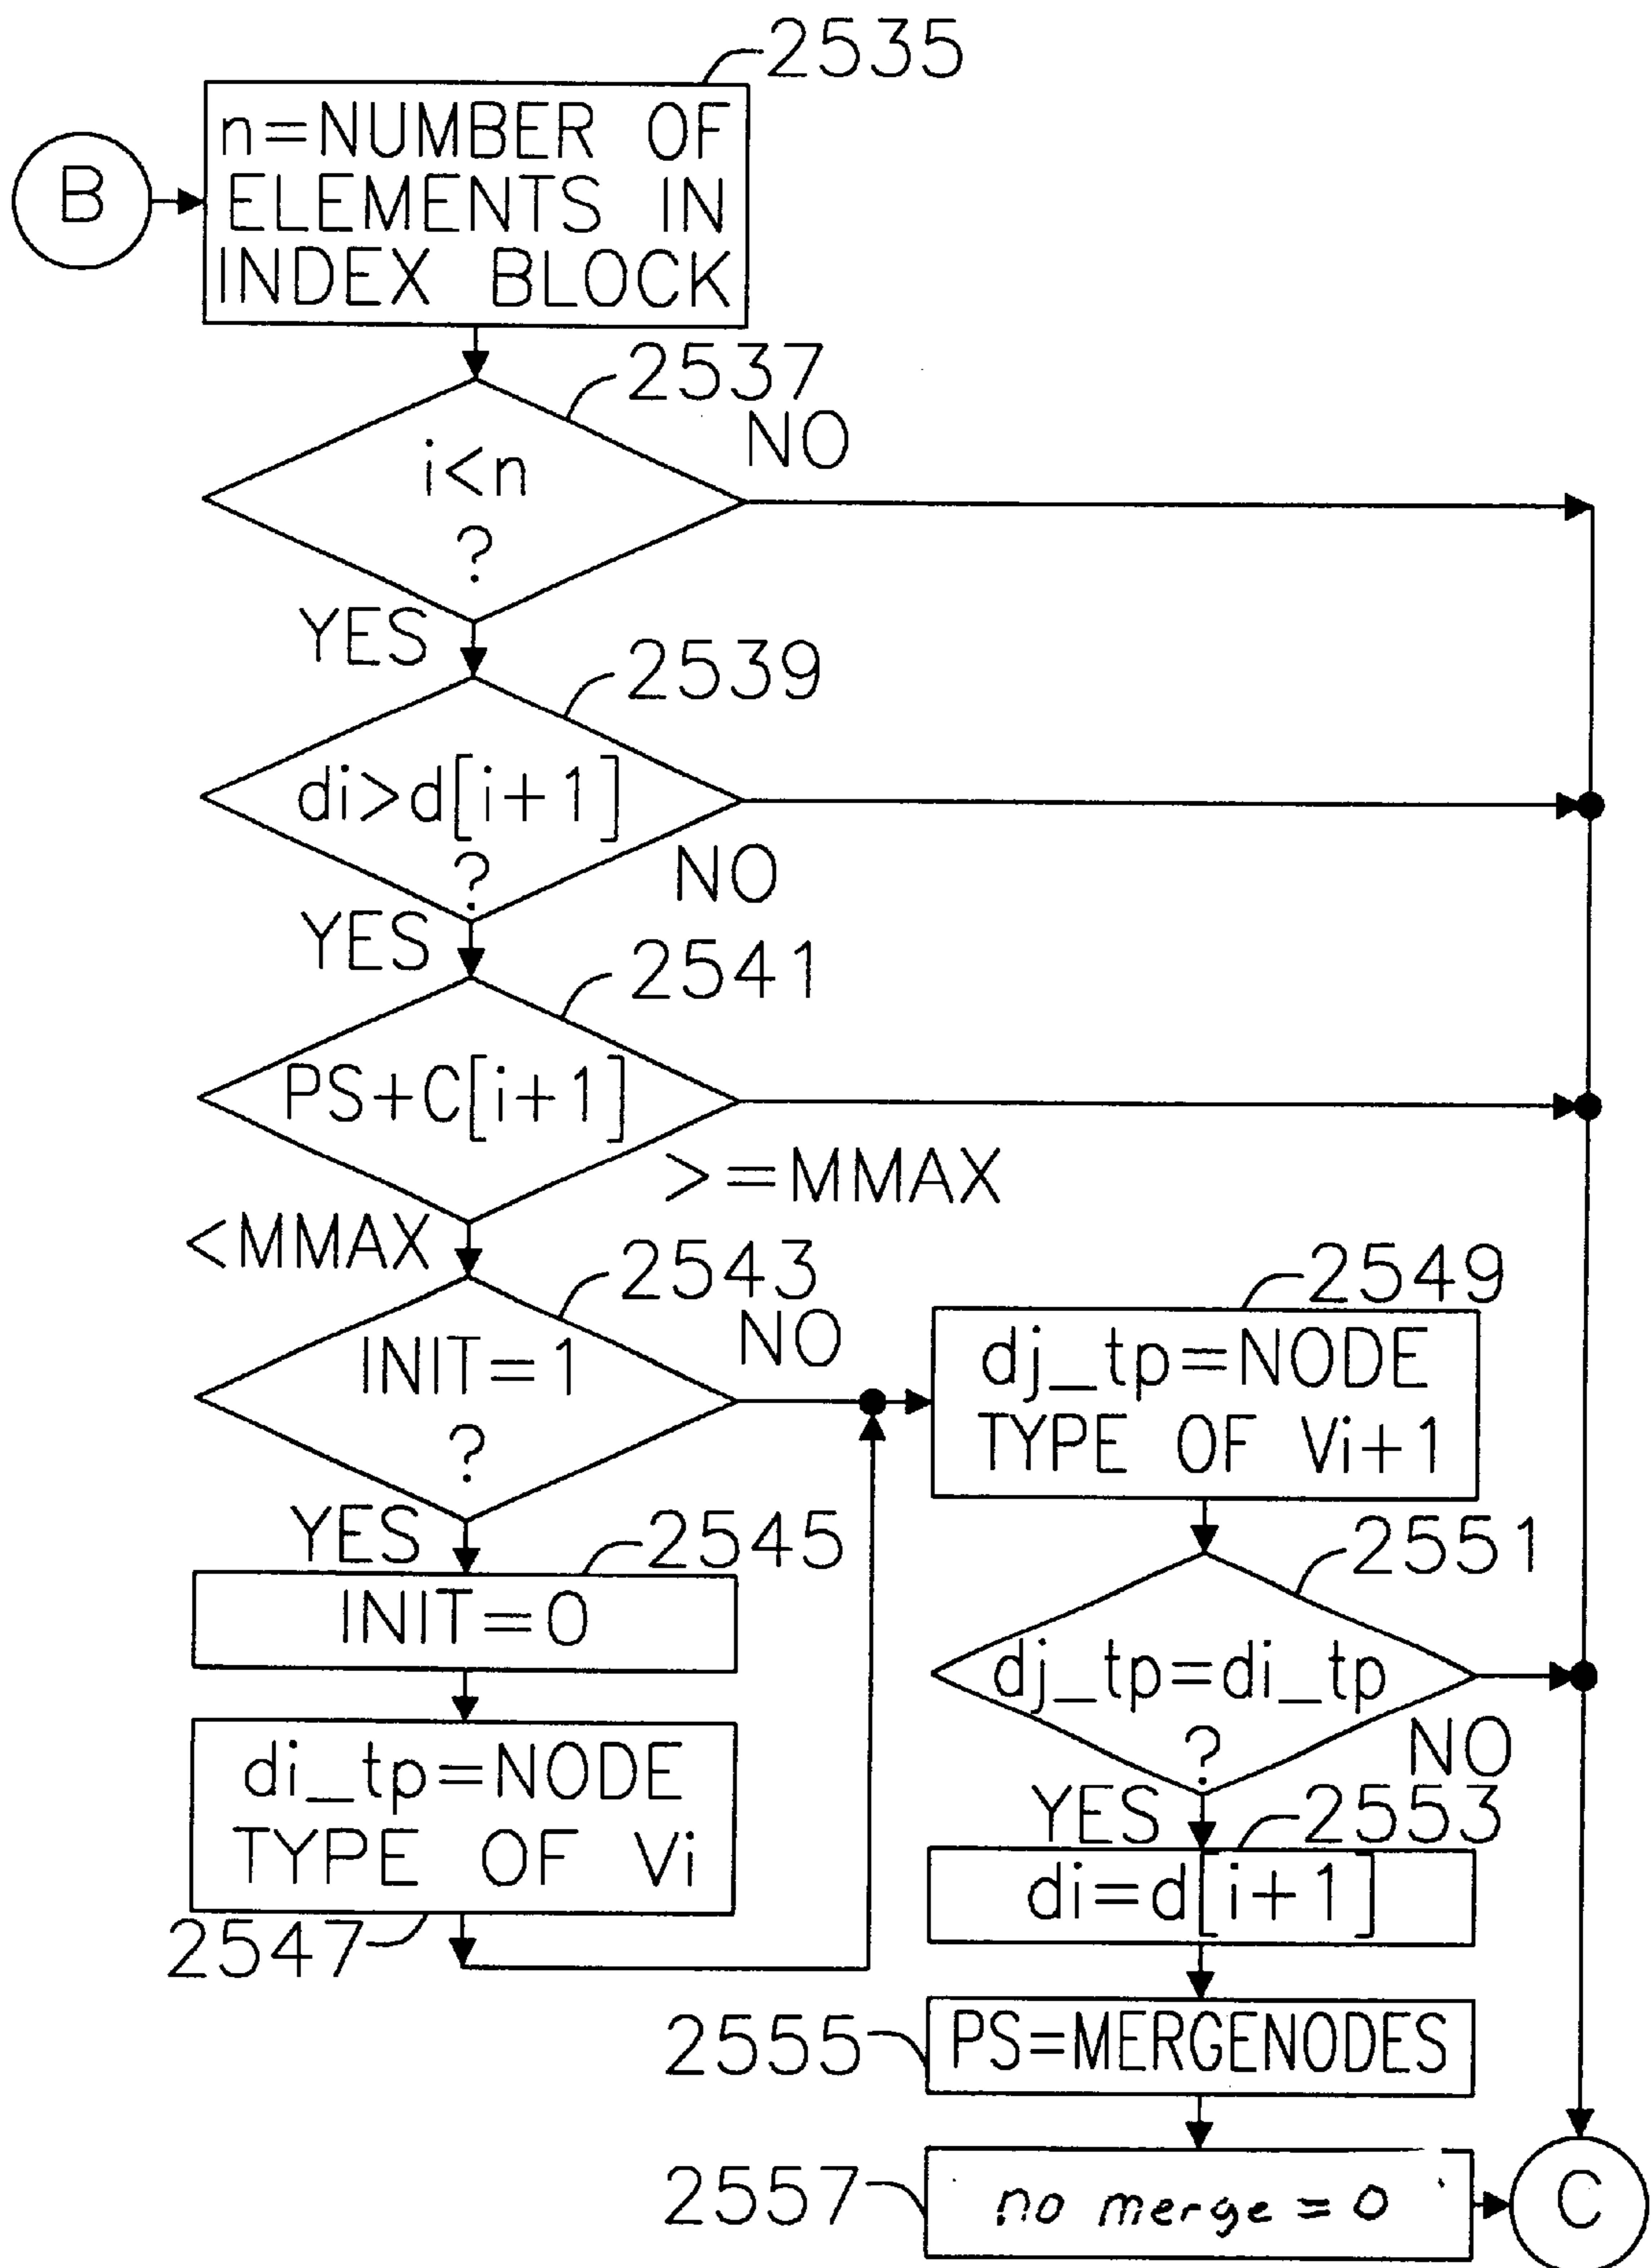 2535
B
n=NUMBER OF
ELEMENTS IN
INDEX BLOCK
2537
NO
i<n
?
YES
2539
di>d[i+1]
?
NO
YES
2541
PS+C[i+1]
>=MMAX
<MMAX
2543
NO
INIT=1
?
YES
2545
INIT=0
di_tp=NODE
TYPE OF Vi
2547
2549
dj_tp=NODE
TYPE OF Vi+1
2551
dj_tp=di_tp
?
NO
YES
2553
di=d[i+1]
2555
PS=MERGENODES
2557
no merge = 0
C